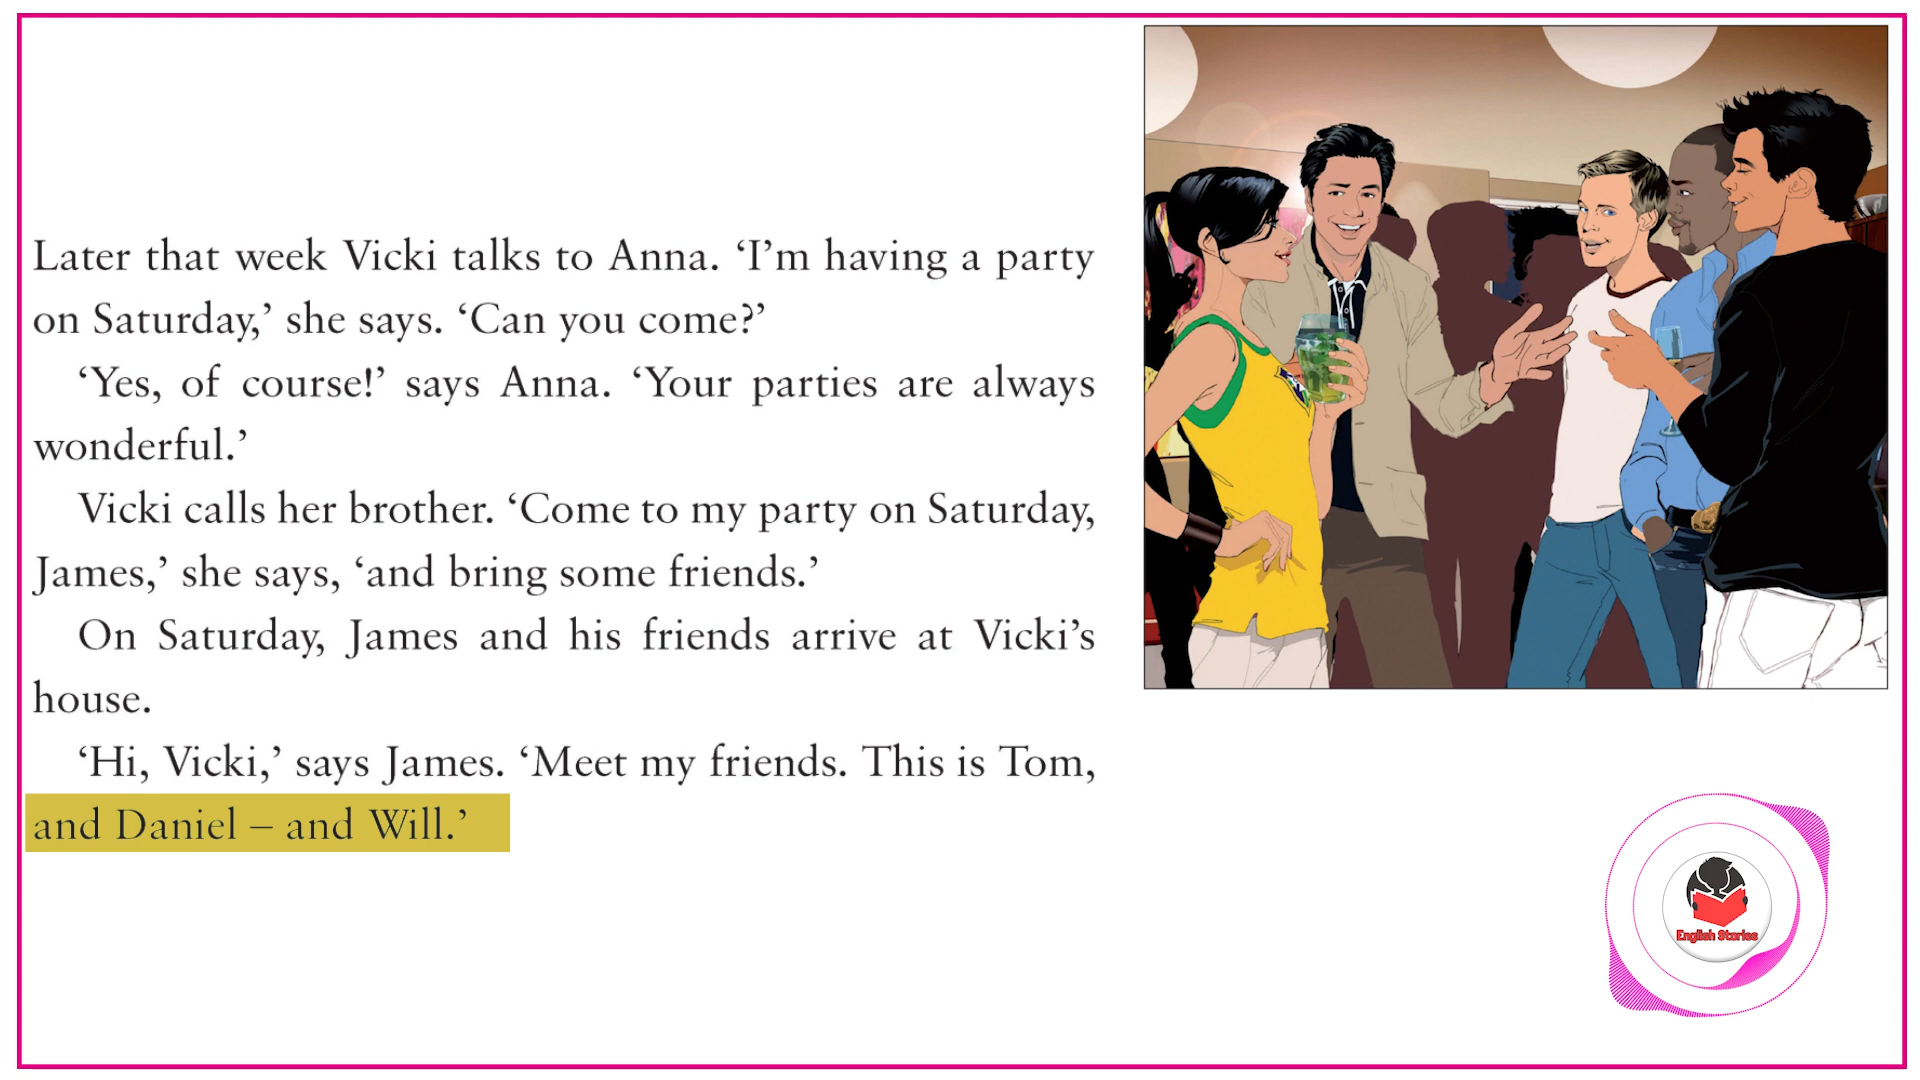 Later that week Vicki talks to Anna. ‘I’m having a party
on Saturday,’ she says. ‘Can you come?’
‘Yes, of course!’ says Anna. ‘Your parties are always
wonderful.’
Vicki calls her brother. ‘Come to my party on Saturday,
James,’ she says, ‘and bring some friends.’
On Saturday, James and his friends arrive at Vicki’s
house.
‘Hi, Vicki,’ says James. ‘Meet my friends. This is Tom,
and Daniel – and Will.’
English Stories